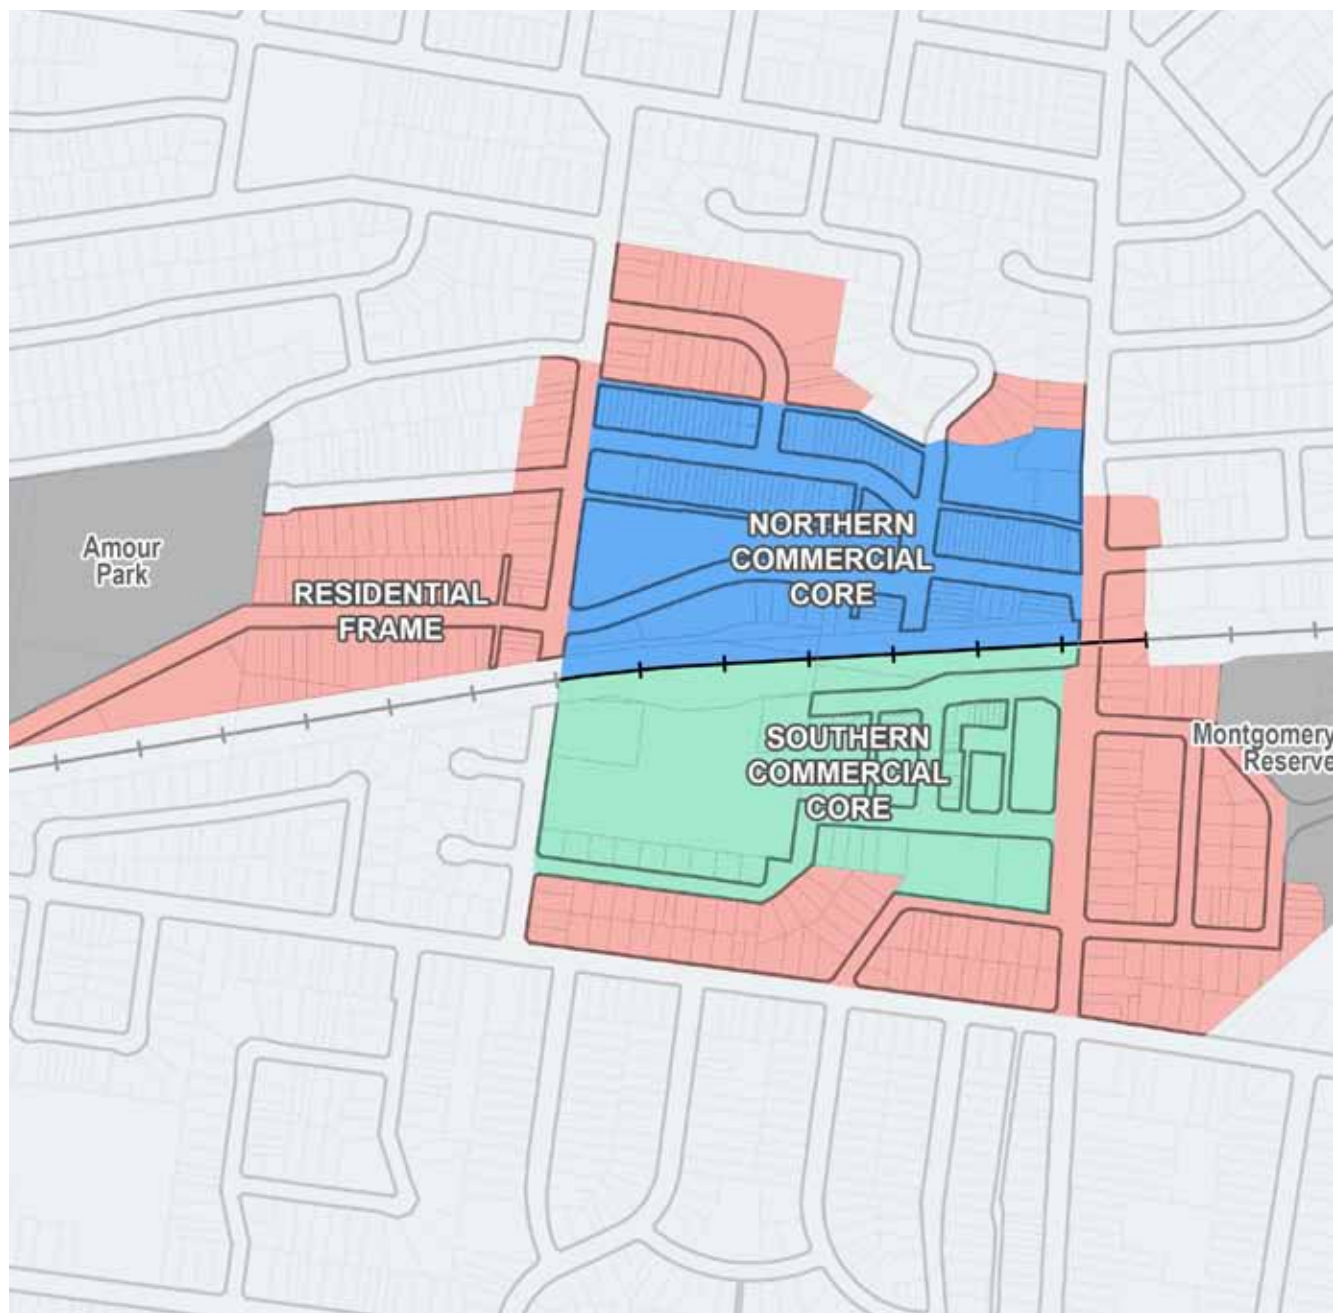 NORTHERN
COMMERCIAL
CORE
Amour
Park
RESIDENTIAL
FRAME
SOUTHERN
COMMERCIAL
CORE
Montgomery
Reserve